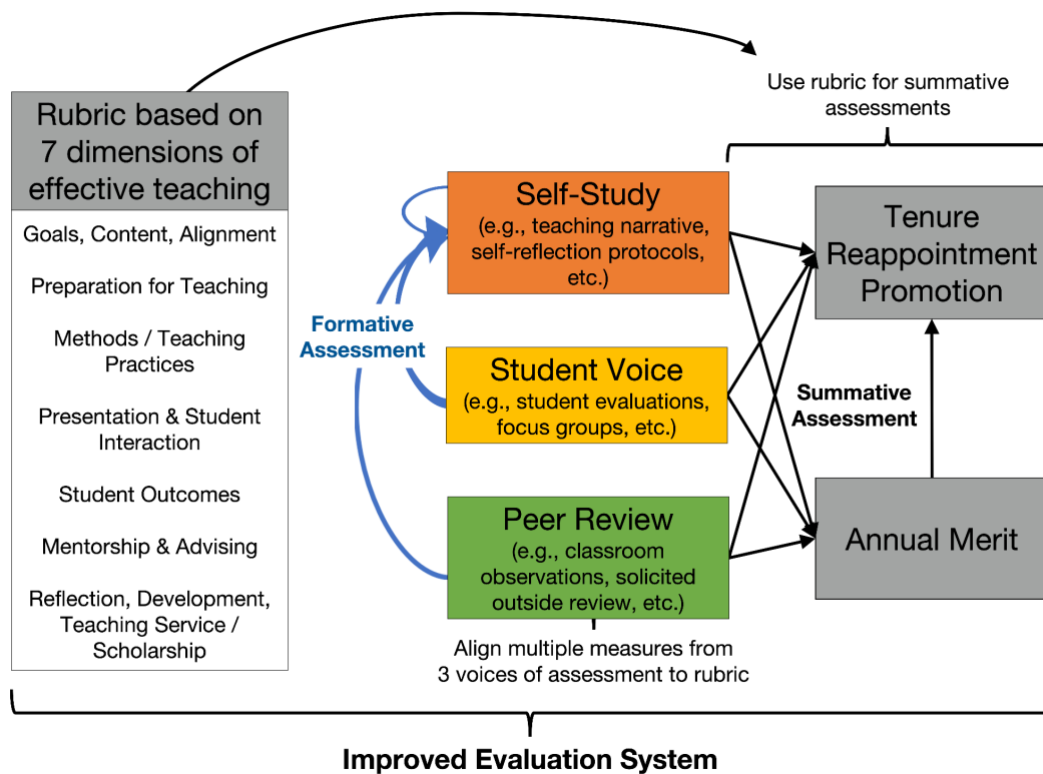 Use rubric for summative
assessments
Rubric based on
7 dimensions of
effective teaching
Goals, Content, Alignment
Preparation for Teaching
Methods / Teaching
Practices
Presentation & Student
Interaction
Student Outcomes
Mentorship & Advising
Reflection, Development,
Teaching Service /
Scholarship
Formative
Assessment
Self-Study
(e.g., teaching narrative,
self-reflection protocols,
etc.)
Student Voice
(e.g., student evaluations,
focus groups, etc.)
Peer Review
(e.g., classroom
observations, solicited
outside review, etc.)
Align multiple measures from
3 voices of assessment to rubric
Tenure
Reappointment
Promotion
Summative
Assessment
Annual Merit
Improved Evaluation System